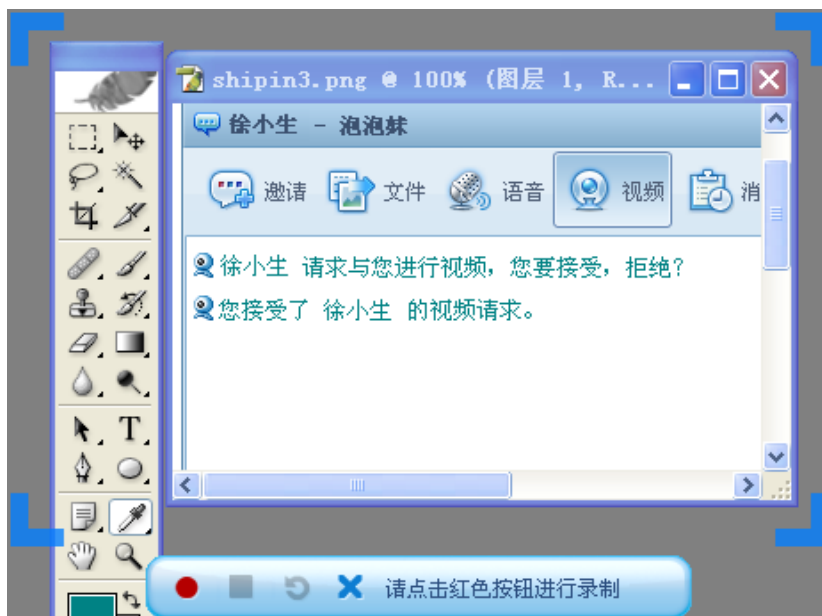 shipin3.png @ 100% (图层 1, R...
徐小生 - 泡泡妹
邀请 文件 语音 视频 消
徐小生 请求与您进行视频，您要接受，拒绝？
您接受了 徐小生 的视频请求。
T
请点击红色按钮进行录制